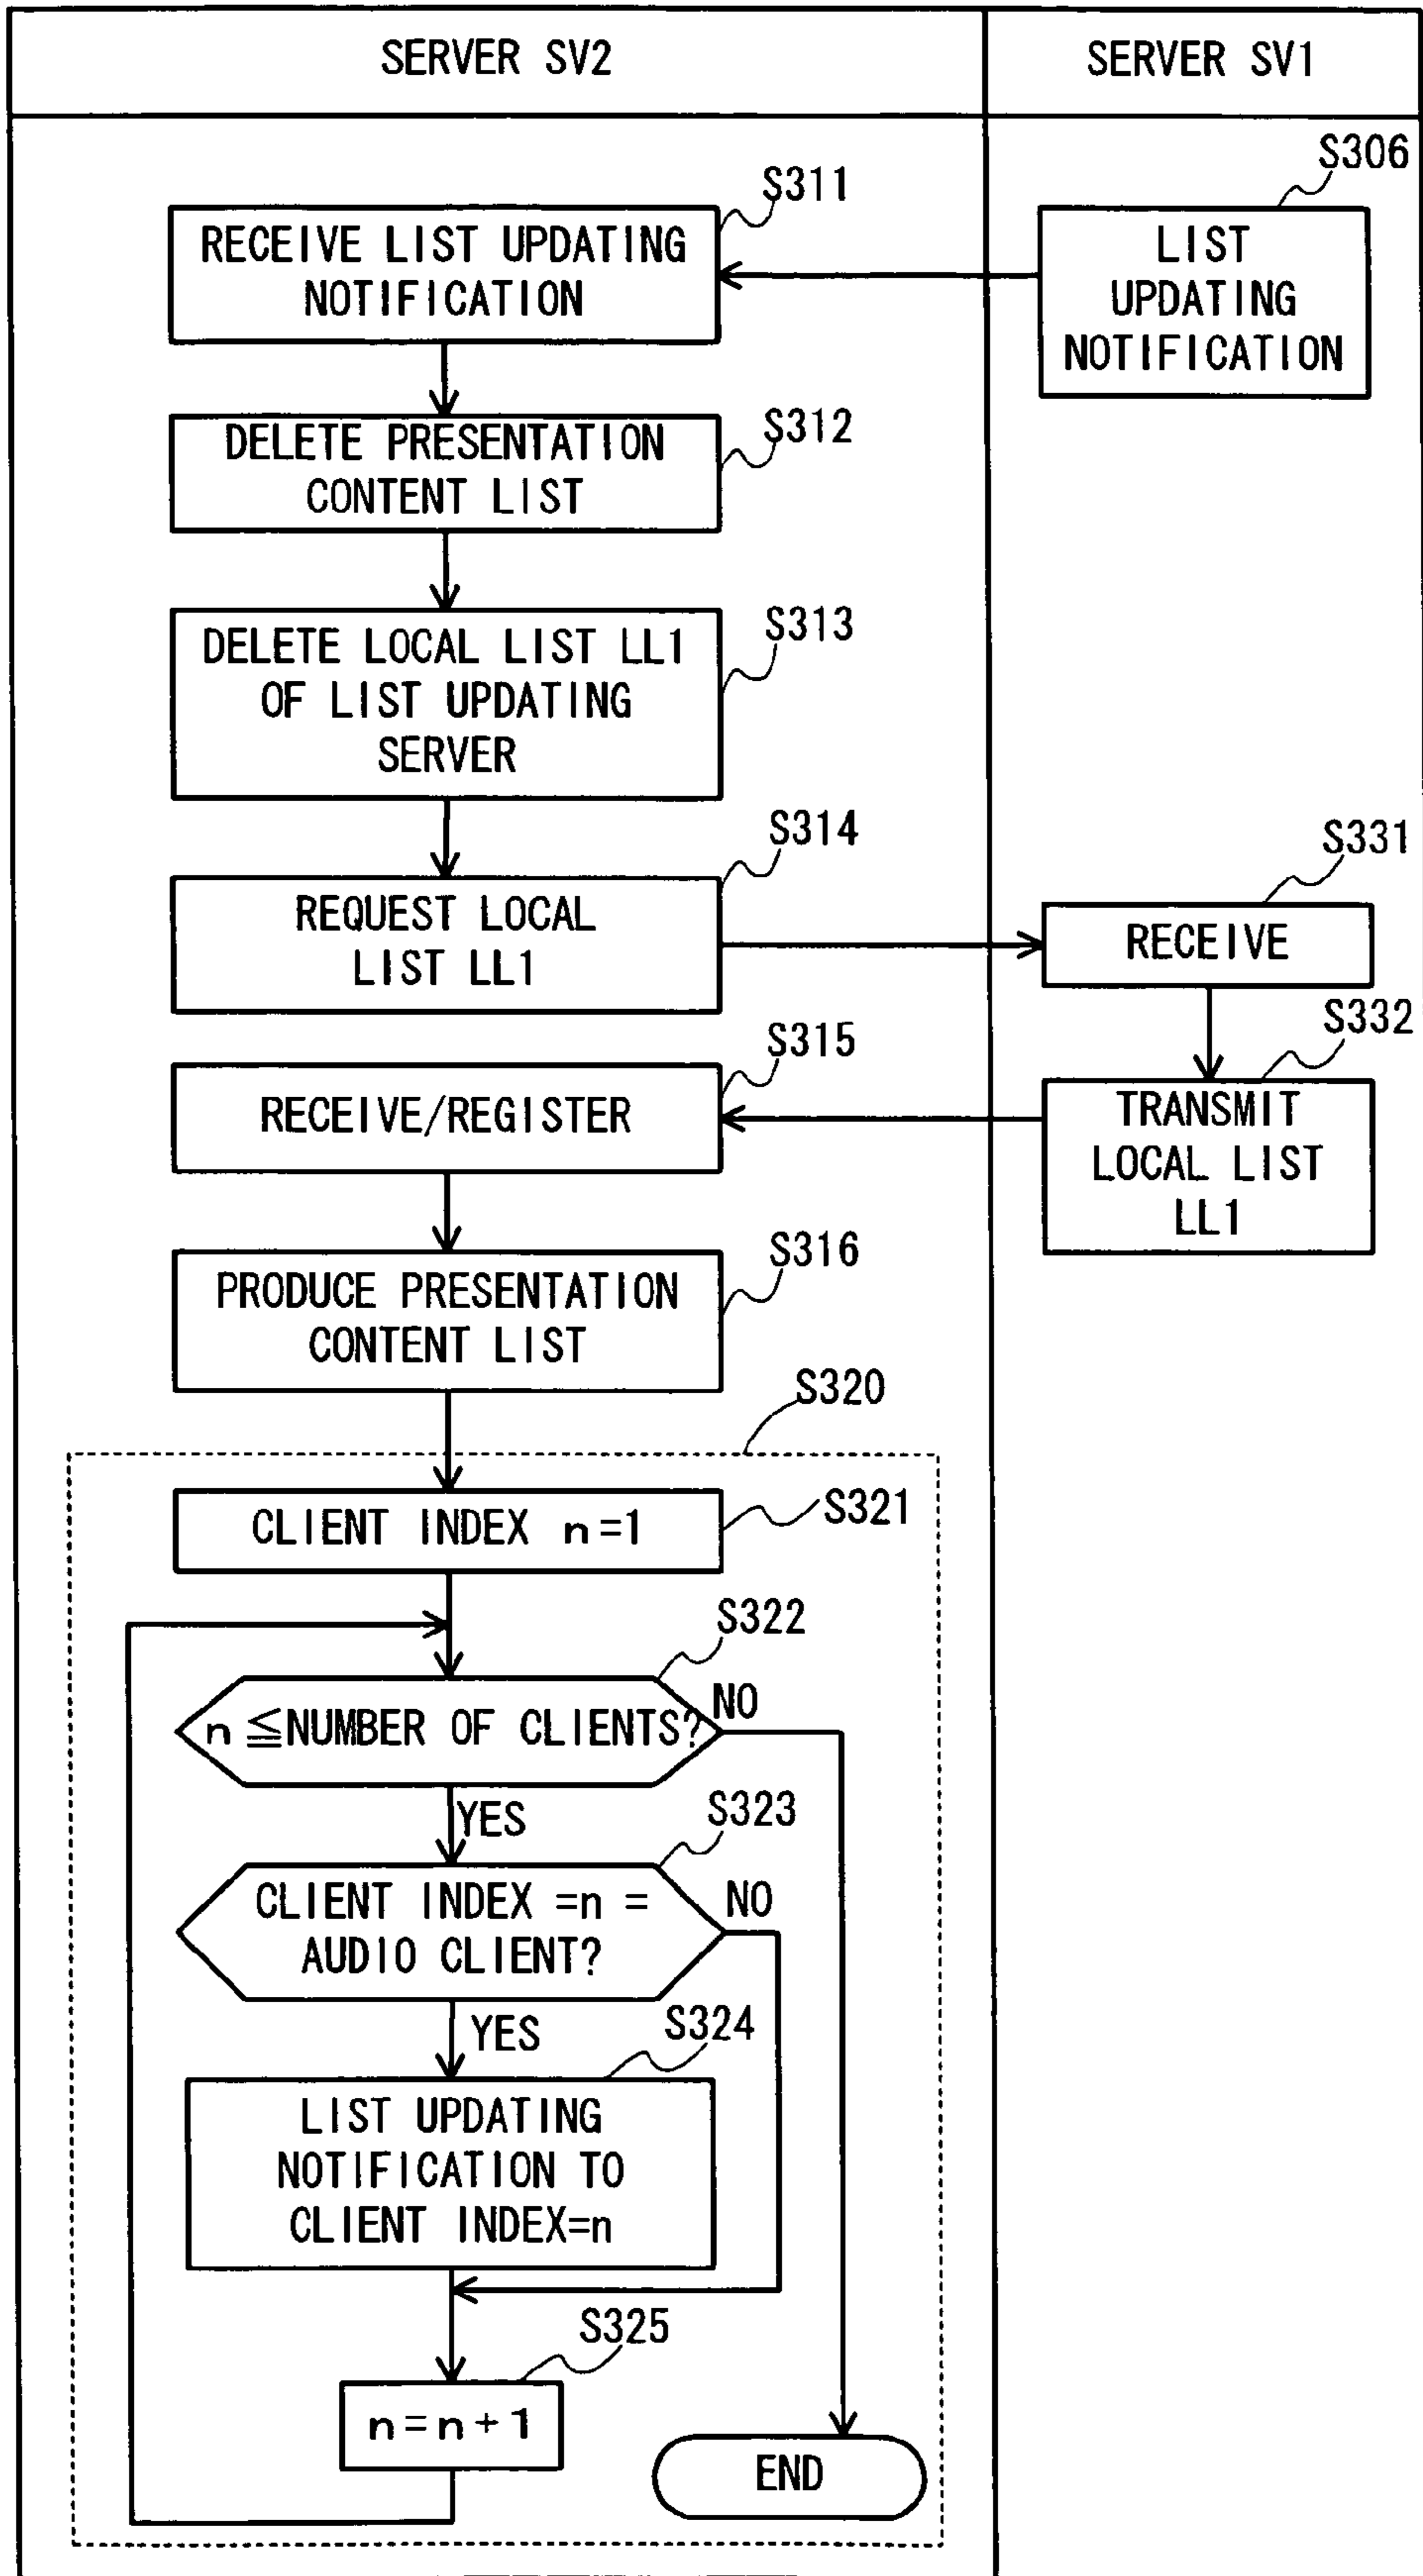 SERVER SV2
SERVER SV1
S306
LIST
UPDATING
NOTIFICATION
S311
RECEIVE LIST UPDATING
NOTIFICATION
S312
DELETE PRESENTATION
CONTENT LIST
S313
DELETE LOCAL LIST LL1
OF LIST UPDATING
SERVER
S314
REQUEST LOCAL
LIST LL1
S331
RECEIVE
S332
TRANSMIT
LOCAL LIST
LL1
S315
RECEIVE/REGISTER
S316
PRODUCE PRESENTATION
CONTENT LIST
S320
S321
CLIENT INDEX n=1
S322
n≦NUMBER OF CLIENTS?
NO
YES
S323
CLIENT INDEX =n =
AUDIO CLIENT?
NO
YES
S324
LIST UPDATING
NOTIFICATION TO
CLIENT INDEX=n
S325
n=n+1
END